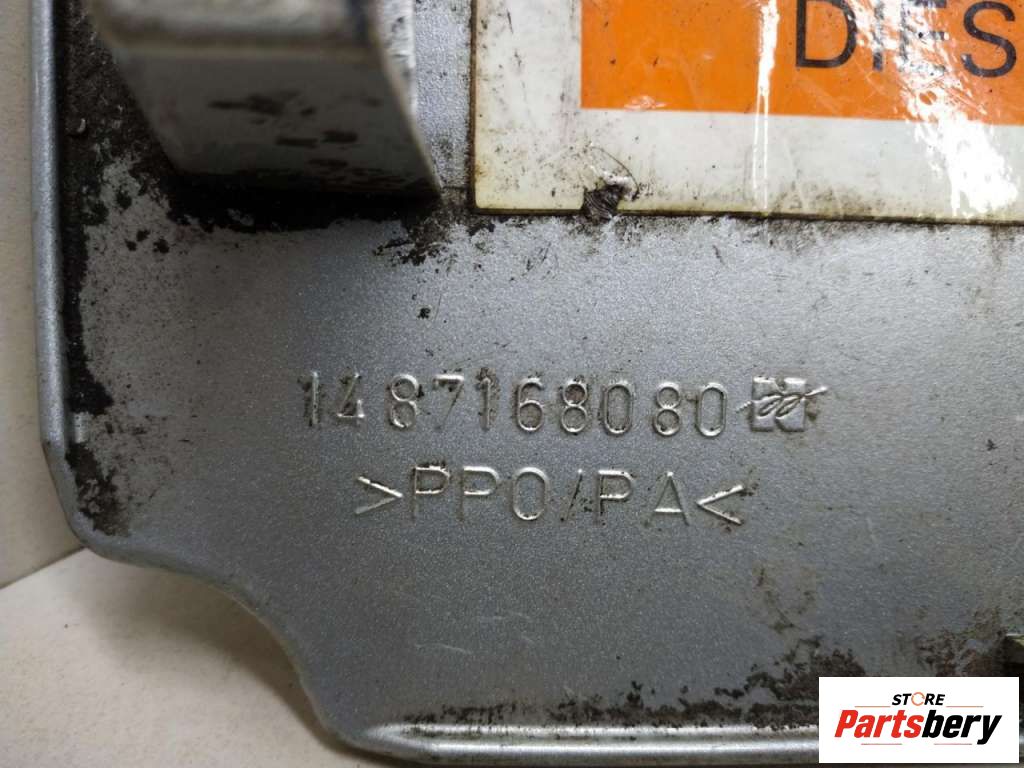 DIES
1487168080
>PPO/PA<
STORE
Partsbery